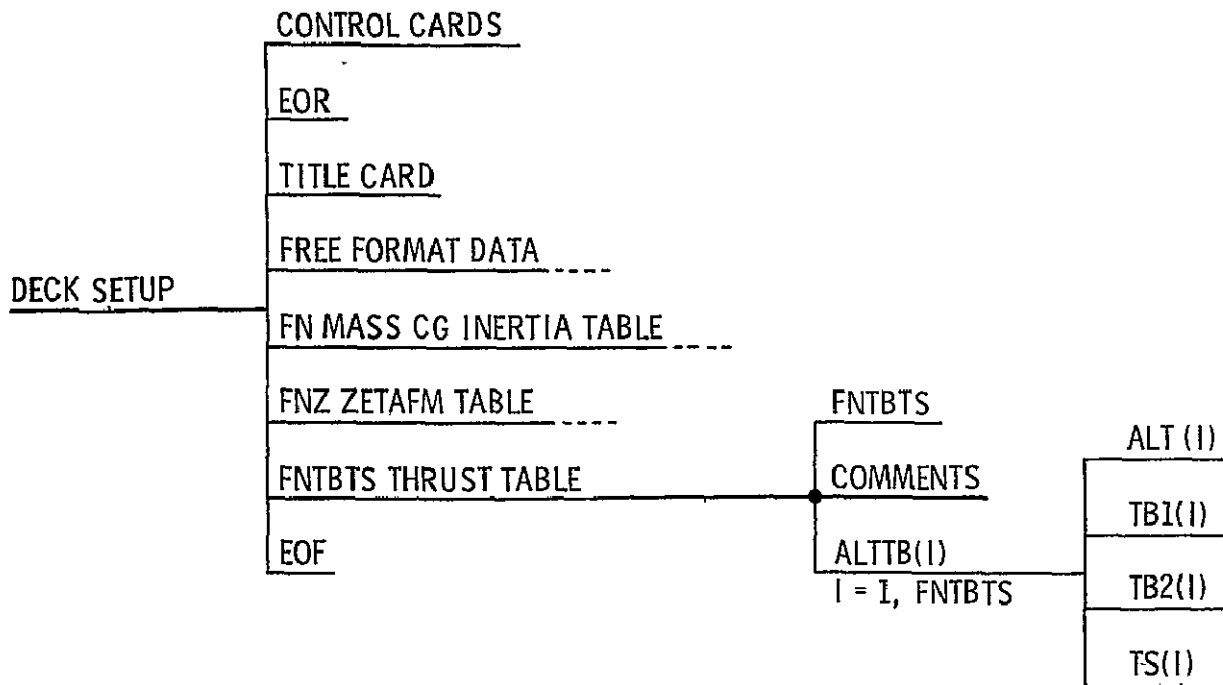 CONTROL CARDS
EOR
TITLE CARD
FREE FORMAT DATA
DECK SETUP
FN MASS CG INERTIA TABLE
FNZ ZETAFM TABLE
FNTBTS THRUST TABLE
EOF
FNTBTS
COMMENTS
ALTTB(I)
I = I, FNTBTS
ALT (I)
TB1(I)
TB2(I)
TS(I)